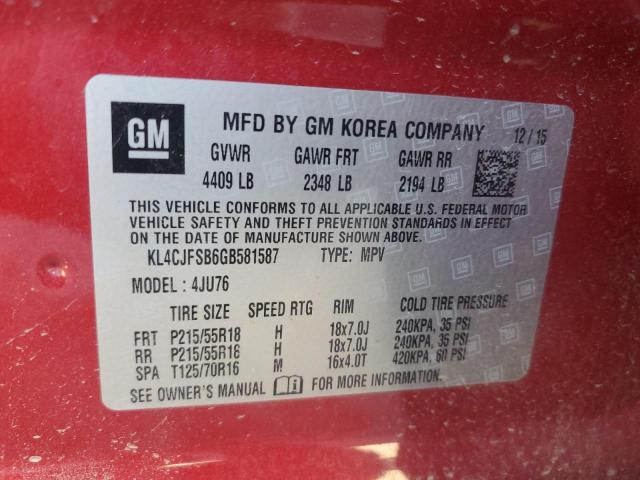 GM
MFD BY GM KOREA COMPANY 12/15
GVWR GAWR FRT GAWR RR
4409 LB 2348 LB 2194 LB
THIS VEHICLE CONFORMS TO ALL APPLICABLE U.S. FEDERAL MOTOR
VEHICLE SAFETY AND THEFT PREVENTION STANDARDS IN EFFECT
ON THE DATE OF MANUFACTURE SHOWN ABOVE.
KL4CJFSB6GB581587 TYPE: MPV
MODEL: 4JU76
TIRE SIZE SPEED RTG RIM COLD TIRE PRESSURE
FRT P215/55R18 H 18x7.0J 240KPA, 35 PSI
RR P215/55R18 H 18x7.0J 240KPA, 35 PSI
SPA T125/70R16 M 16x4.0T 420KPA, 60 PSI
SEE OWNER'S MANUAL FOR MORE INFORMATION.